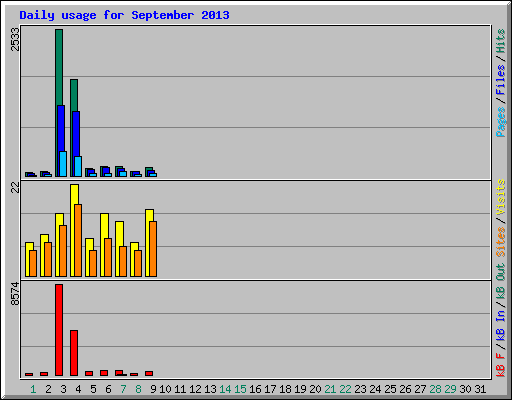 Daily usage for September 2013
2533
22
8574
Pages / Files / Hits
Sites / Visits
kB F / kB In / kB Out
1 2 3 4 5 6 7 8 9 10 11 12 13 14 15 16 17 18 19 20 21 22 23 24 25 26 27 28 29 30 31